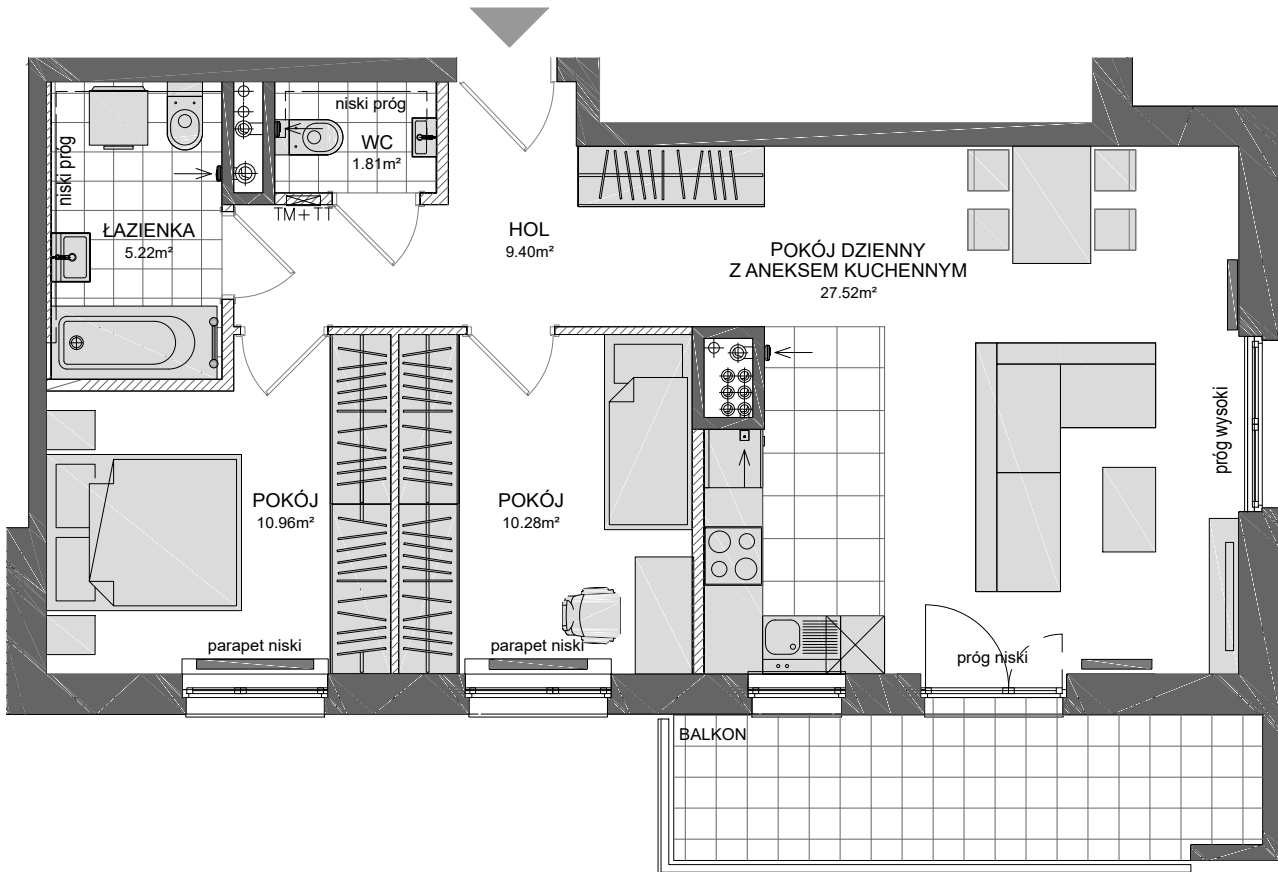 niski próg
niski próg
WC
1.81m²
TM+TT
ŁAZIENKA
5.22m²
HOL
9.40m²
POKÓJ DZIENNY
Z ANEKSEM KUCHENNYM
27.52m²
próg wysoki
POKÓJ
10.96m²
POKÓJ
10.28m²
parapet niski
parapet niski
próg niski
BALKON